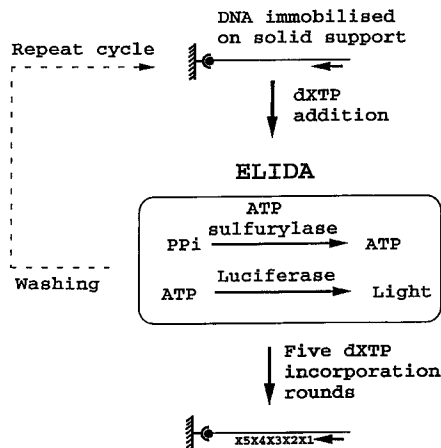 DNA immobilised
on solid support
Repeat cycle
dXTP
addition
ELIDA
ATP
sulfurylase
PPi
ATP
Luciferase
ATP
Light
Washing
Five dXTP
incorporation
rounds
X5X4X3X2X1